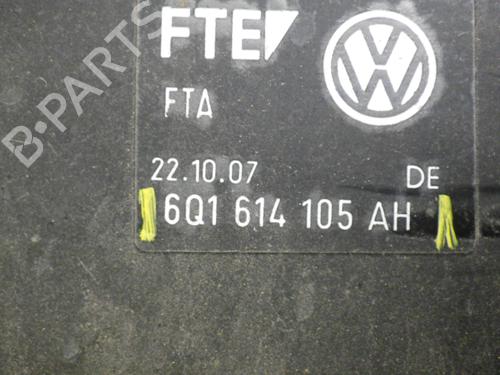 FTE
FTA
22.10.07 DE
6Q1 614 105 AH
B-PARTS